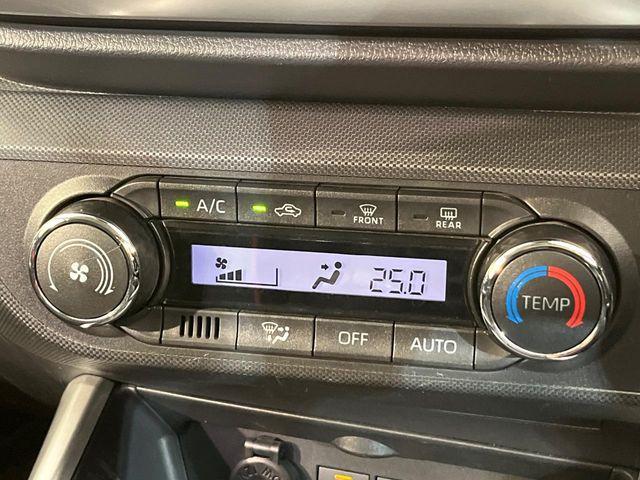 A/C
FRONT
REAR
25.0
TEMP
OFF
AUTO